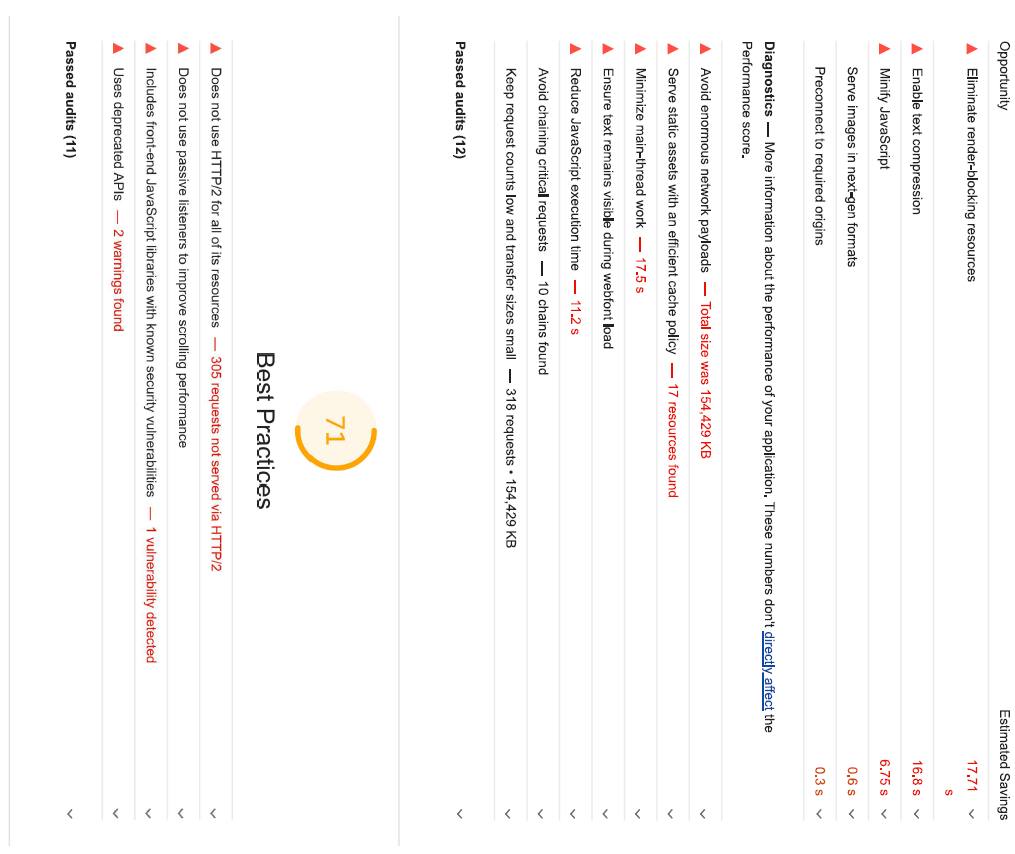 Opportunity Estimated Savings
Eliminate render-blocking resources 17.71
s
Enable text compression 16.8 s
Minify JavaScript 6.75 s
Serve images in next-gen formats 0.6 s
Preconnect to required origins 0.3 s
Diagnostics — More information about the performance of your application. These numbers don't directly affect the
Performance score.
Avoid enormous network payloads — Total size was 154,429 KB
Serve static assets with an efficient cache policy — 17 resources found
Minimize main-thread work — 17.5 s
Ensure text remains visible during webfont load
Reduce JavaScript execution time — 11.2 s
Avoid chaining critical requests — 10 chains found
Keep request counts low and transfer sizes small — 318 requests • 154,429 KB
Passed audits (12)
71
Best Practices
Does not use HTTP/2 for all of its resources — 305 requests not served via HTTP/2
Does not use passive listeners to improve scrolling performance
Includes front-end JavaScript libraries with known security vulnerabilities — 1 vulnerability detected
Uses deprecated APIs — 2 warnings found
Passed audits (11)